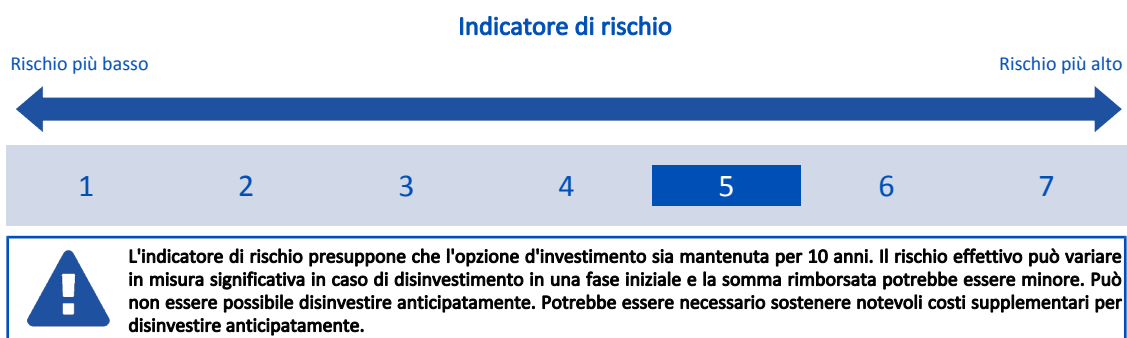 Indicatore di rischio
Rischio più basso Rischio più alto
1 2 3 4 5 6 7
L'indicatore di rischio presuppone che l'opzione d'investimento sia mantenuta per 10 anni. Il rischio effettivo può variare
in misura significativa in caso di disinvestimento in una fase iniziale e la somma rimborsata potrebbe essere minore. Può
non essere possibile disinvestire anticipatamente. Potrebbe essere necessario sostenere notevoli costi supplementari per
disinvestire anticipatamente.